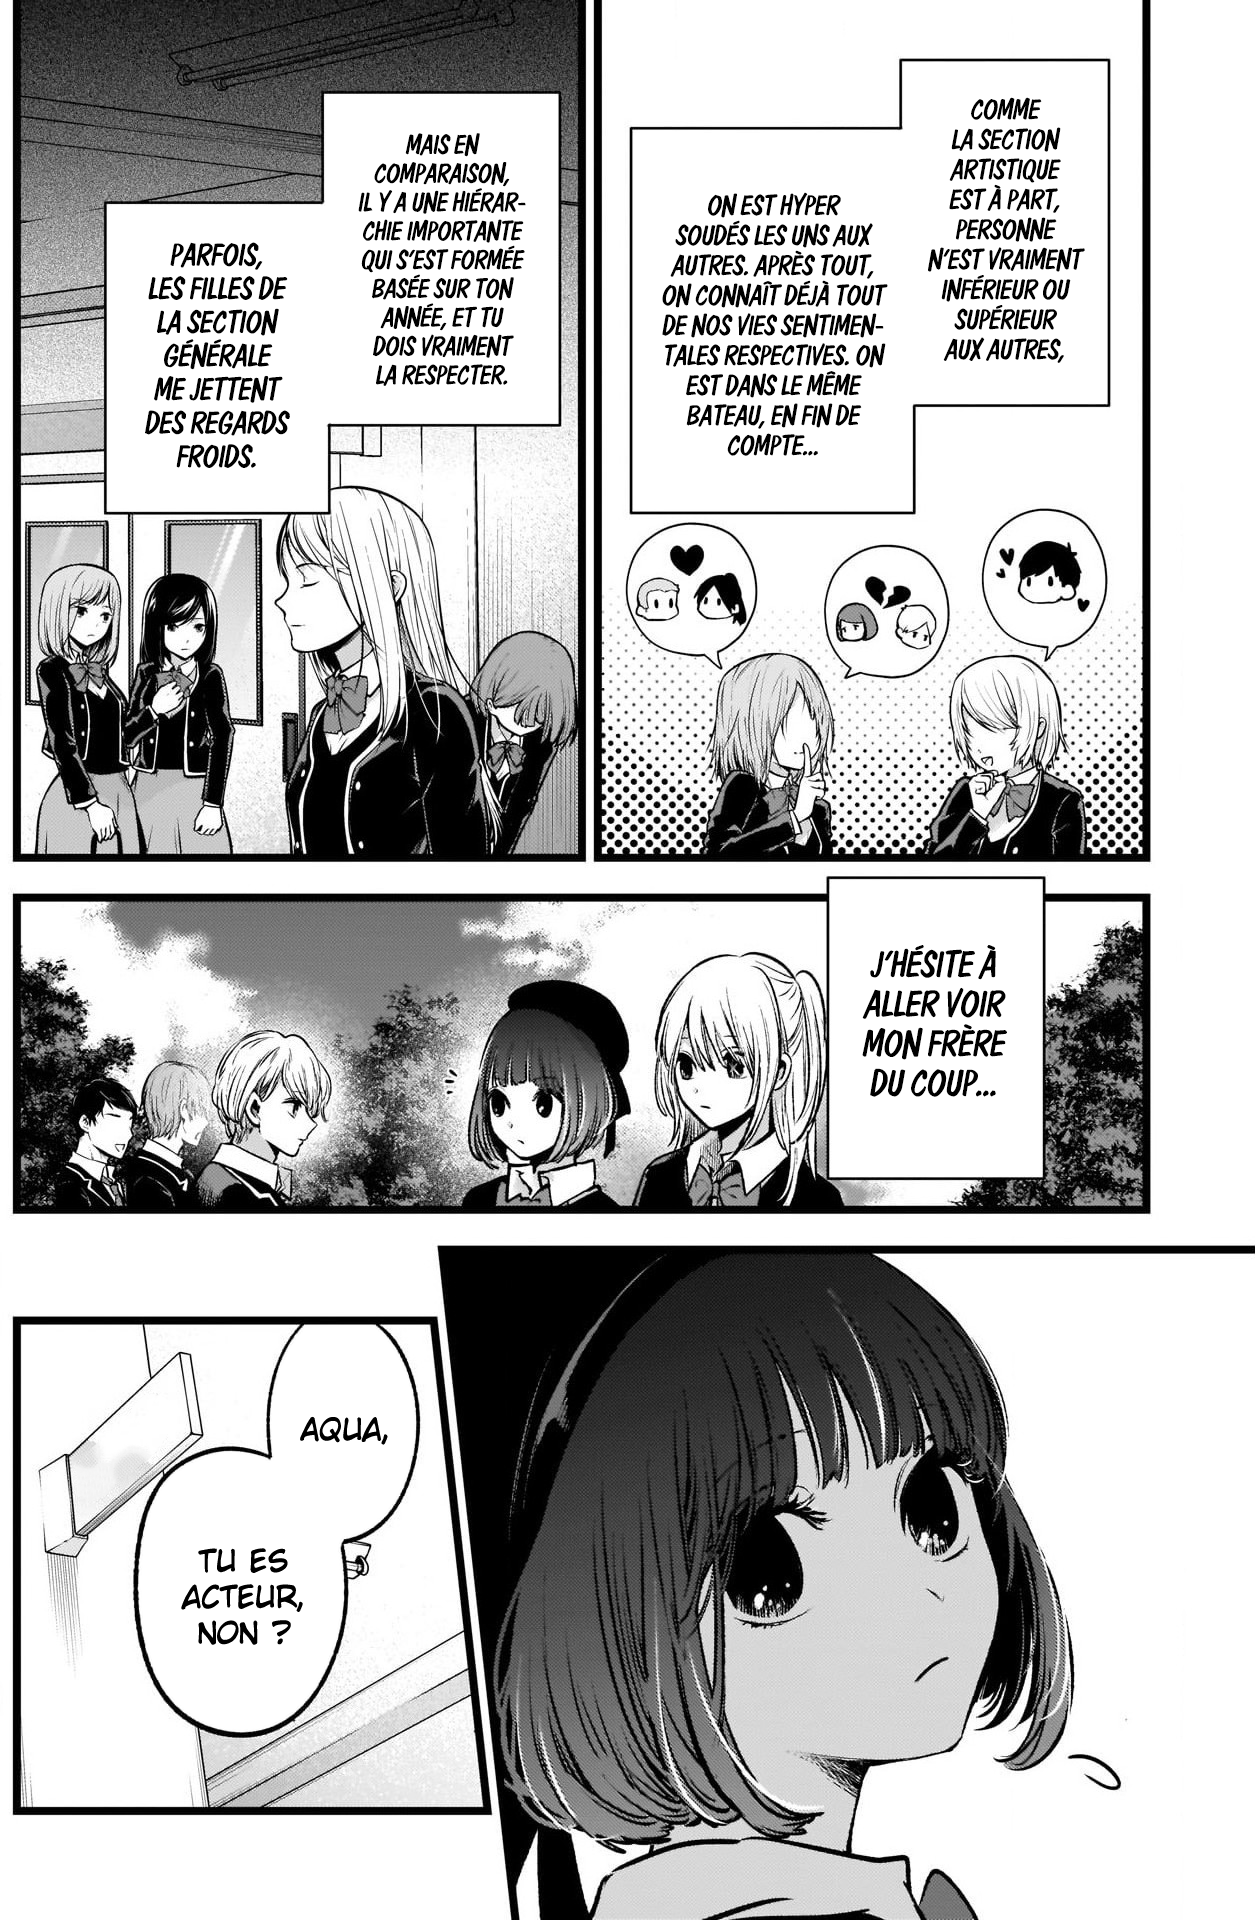 COMME
LA SECTION
ARTISTIQUE
EST À PART,
PERSONNE
N'EST VRAIMENT
INFÉRIEUR OU
SUPÉRIEUR
AUX AUTRES,
ON EST HYPER
SOUDÉS LES UNS AUX
AUTRES. APRÈS TOUT,
ON CONNAÎT DÉJÀ TOUT
DE NOS VIES SENTIMEN-
TALES RESPECTIVES. ON
EST DANS LE MÊME
BATEAU, EN FIN DE
COMPTE...
MAIS EN
COMPARAISON,
IL Y A UNE HIÉRAR-
CHIE IMPORTANTE
QUI S'EST FORMÉE
BASÉE SUR TON
ANNÉE, ET TU
DOIS VRAIMENT
LA RESPECTER.
PARFOIS,
LES FILLES DE
LA SECTION
GÉNÉRALE
ME JETTENT
DES REGARDS
FROIDS.
J'HÉSITE À
ALLER VOIR
MON FRÈRE
DU COUP...
AQUA,
TU ES
ACTEUR,
NON ?